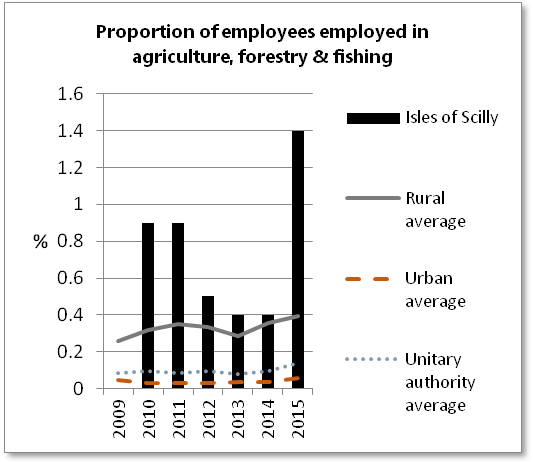 Proportion of employees employed in
agriculture, forestry & fishing
1.6
1.4
1.2
1
0.8
0.6
0.4
0.2
0
%
2009
2010
2011
2012
2013
2014
2015
Isles of Scilly
Rural
average
Urban
average
Unitary
authority
average